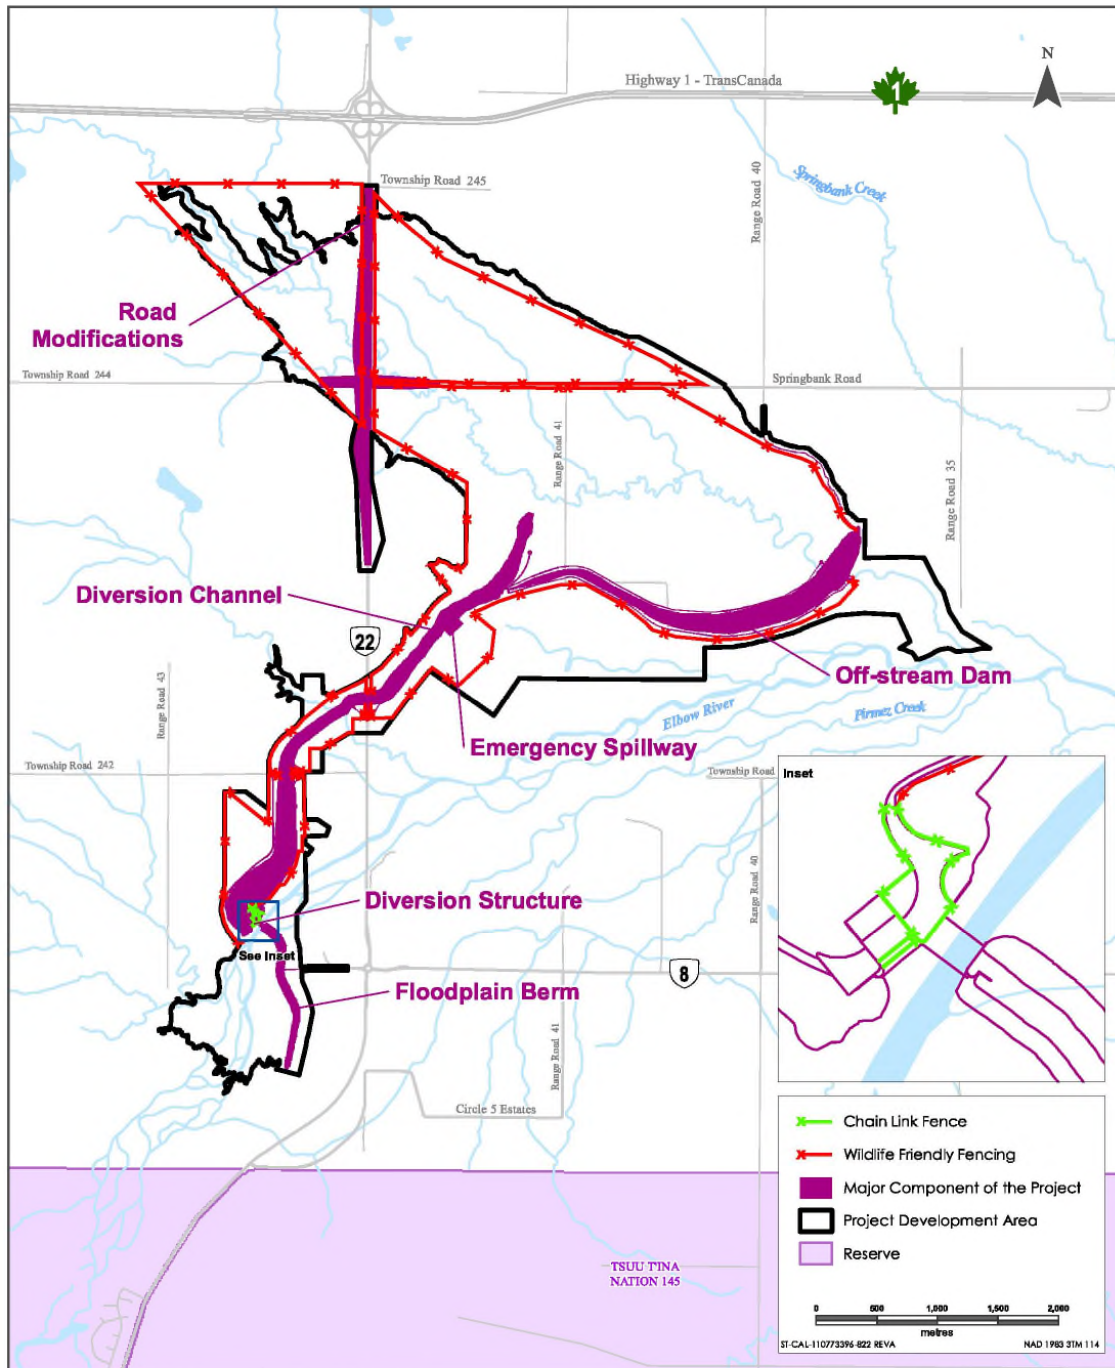 N
Highway 1 - TransCanada
1
Springbank Creek
Township Road 245
Range Road 40
Road
Modifications
Township Road 244
Springbank Road
Range Road 41
Range Road 35
Diversion Channel
22
Off-stream Dam
Range Road 43
Elbow River
Pirmez Creek
Emergency Spillway
Township Road 242
Township Road
Inset
Range Road 40
Diversion Structure
See Inset
8
Floodplain Berm
Range Road 41
Circle 5 Estates
Chain Link Fence
Wildlife Friendly Fencing
Major Component of the Project
Project Development Area
Reserve
TSUU T'INA
NATION 145
0 500 1,000 1,500 2,000
metres
ST-CAL-110773396-822 REVA NAD 1983 3TM 114